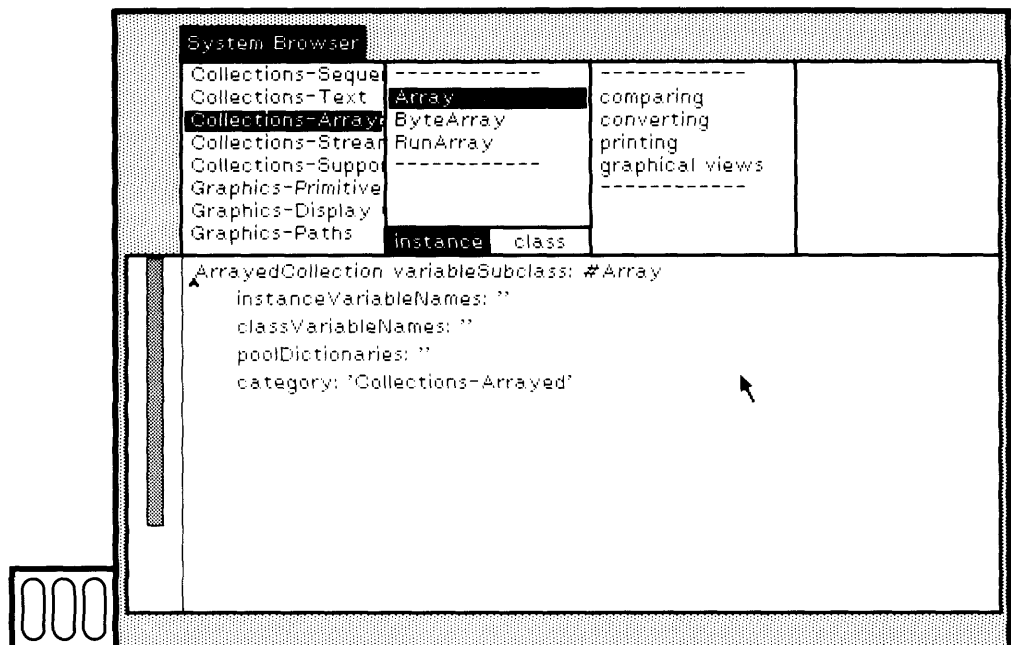 System Browser
Collections-Seque
Collections-Text
Collections-Array
Collections-Strear
Collections-Suppo
Graphics-Primitive
Graphics-Display
Graphics-Paths
------------
Array
ByteArray
RunArray
------------
instance class
------------
comparing
converting
printing
graphical views
------------
ArrayedCollection variableSubclass: #Array
instanceVariableNames: ''
classVariableNames: ''
poolDictionaries: ''
category: 'Collections-Arrayed'